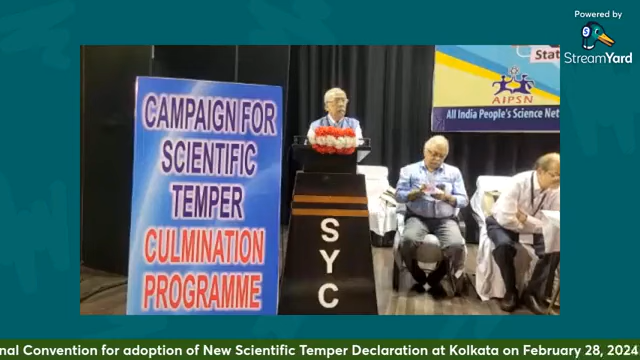 Powered by
StreamYard
Stat
AIPSN
All India People's Science Net
CAMPAIGN FOR
SCIENTIFIC
TEMPER
CULMINATION
PROGRAMME
S
Y
C
nal Convention for adoption of New Scientific Temper Declaration at Kolkata on February 28, 2024